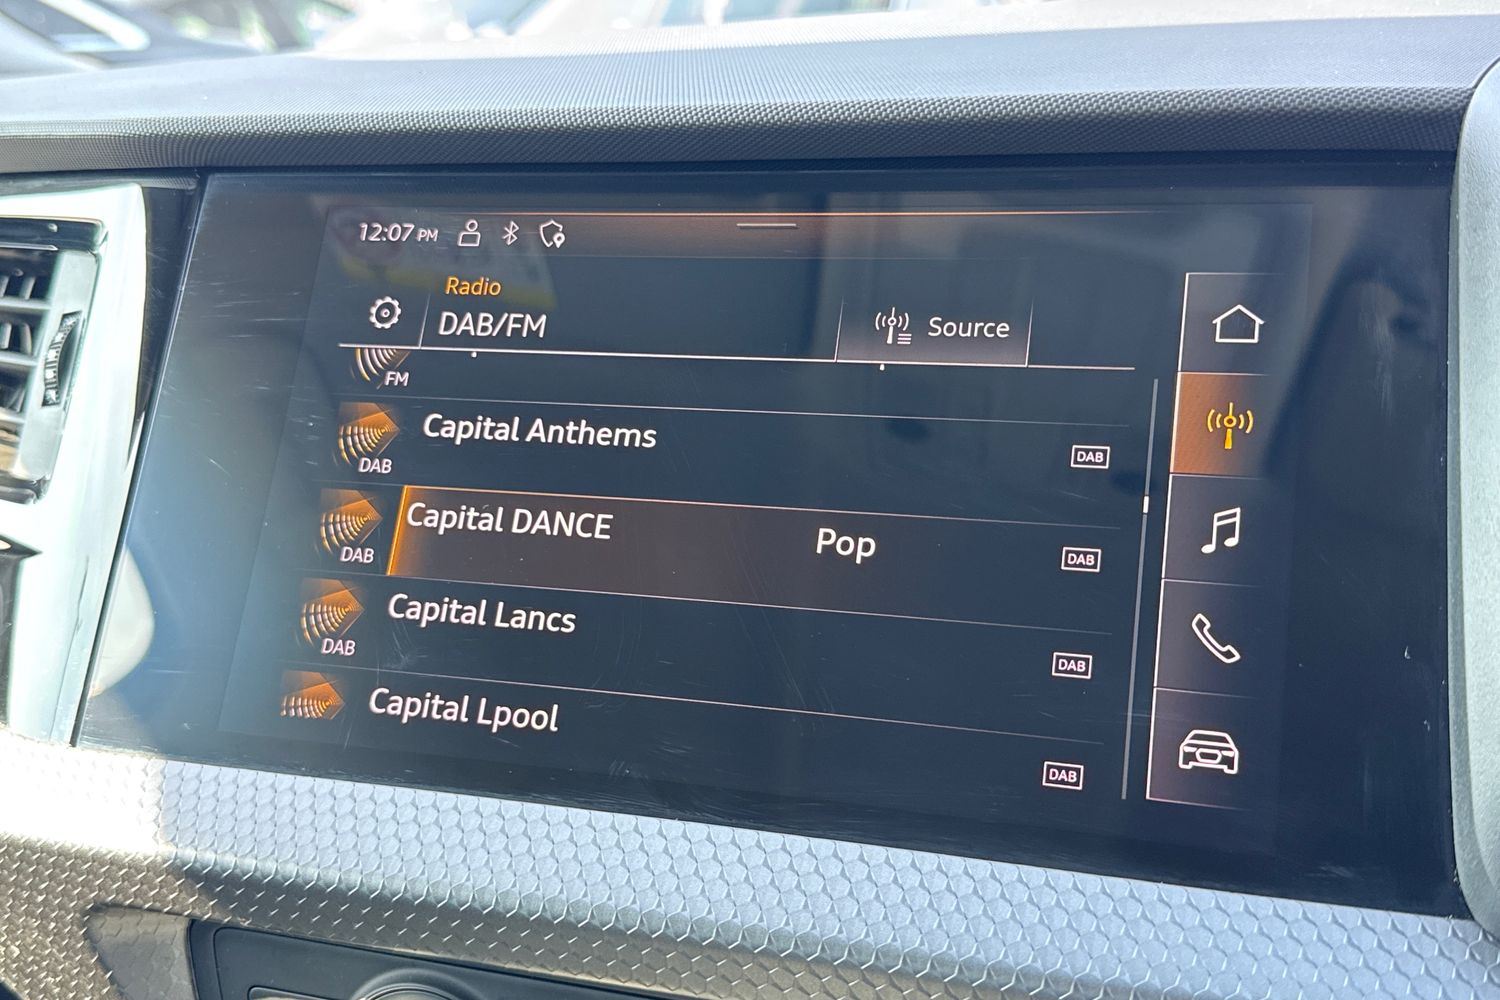 12:07 PM
Radio
DAB/FM
Source
FM
Capital Anthems
DAB
DAB
Capital DANCE
Pop
DAB
DAB
Capital Lancs
DAB
DAB
Capital Lpool
DAB